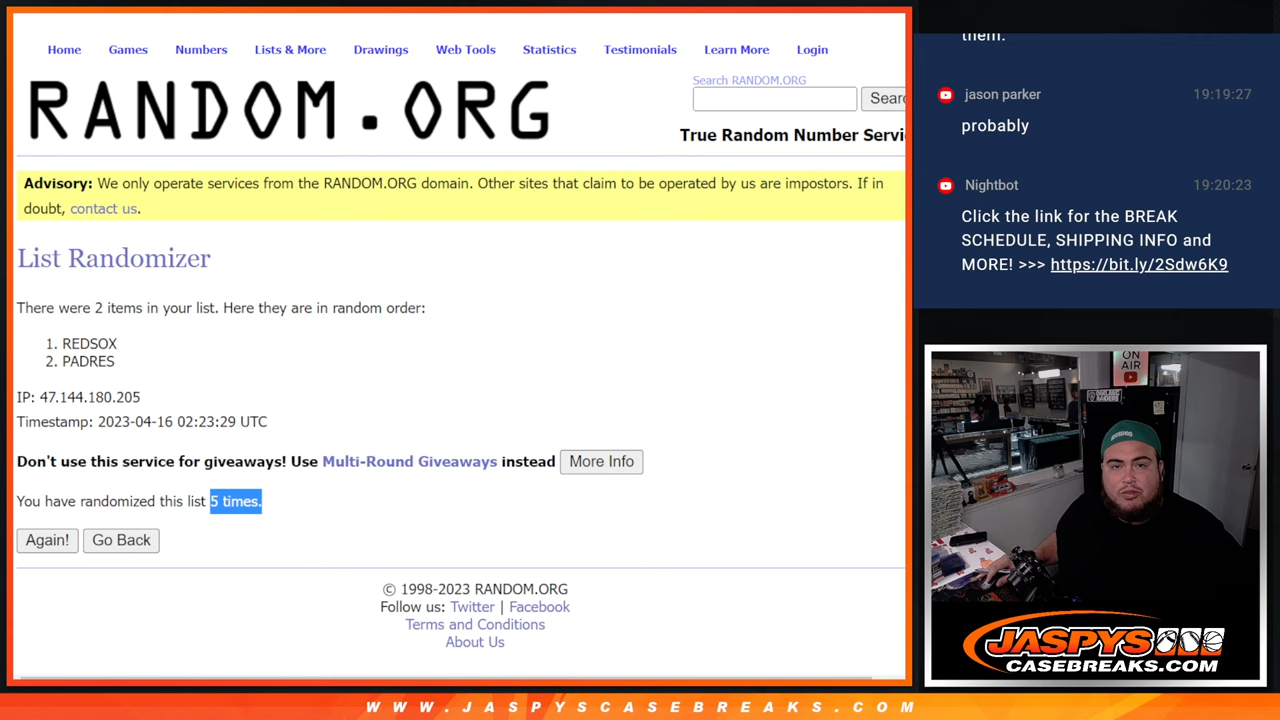 Home Games Numbers Lists & More Drawings Web Tools Statistics Testimonials Learn More Login
RANDOM.ORG
Search RANDOM.ORG
True Random Number Servi
Advisory: We only operate services from the RANDOM.ORG domain. Other sites that claim to be operated by us are impostors. If in
doubt, contact us.
List Randomizer
There were 2 items in your list. Here they are in random order:
1. REDSOX
2. PADRES
IP: 47.144.180.205
Timestamp: 2023-04-16 02:23:29 UTC
Don't use this service for giveaways! Use Multi-Round Giveaways instead More Info
You have randomized this list 5 times.
Again! Go Back
© 1998-2023 RANDOM.ORG
Follow us: Twitter | Facebook
Terms and Conditions
About Us
them.
jason parker 19:19:27
probably
Nightbot 19:20:23
Click the link for the BREAK
SCHEDULE, SHIPPING INFO and
MORE! >>> https://bit.ly/2Sdw6K9
ON
AIR
JASPYS
CASEBREAKS.COM
WWW.JASPYSCASEBREAKS.COM